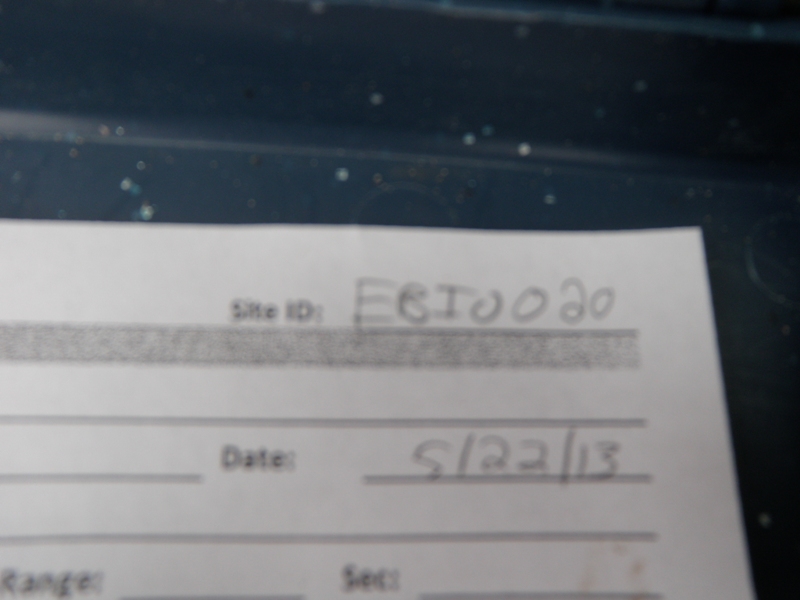 Site ID: EBI0020
Date: 5/22/13
Range: Sec: